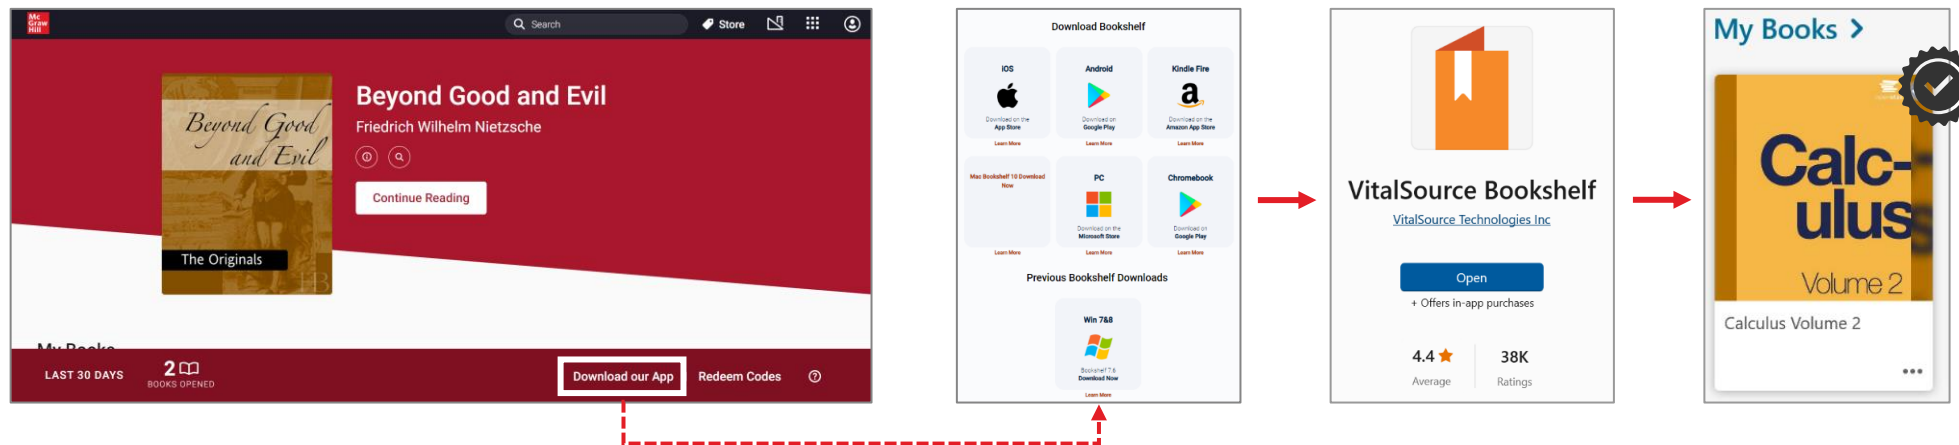 Mc
Graw
Hill
Search
Store
Beyond Good
and Evil
The Originals
HB
Beyond Good and Evil
Friedrich Wilhelm Nietzsche
Continue Reading
My Books
LAST 30 DAYS
2
BOOKS OPENED
Download our App
Redeem Codes
Download Bookshelf
iOS
Download on the
App Store
Learn More
Android
Download on
Google Play
Learn More
Kindle Fire
a
Download on the
Amazon App Store
Learn More
Mac Bookshelf 10 Download
Now
Learn More
PC
Download on the
Microsoft Store
Learn More
Chromebook
Download on
Google Play
Learn More
Previous Bookshelf Downloads
Win 7&8
Bookshelf 7.6
Download Now
Learn More
VitalSource Bookshelf
VitalSource Technologies Inc
Open
+ Offers in-app purchases
4.4
Average
38K
Ratings
My Books >
Calc-
ulus
Volume 2
Calculus Volume 2